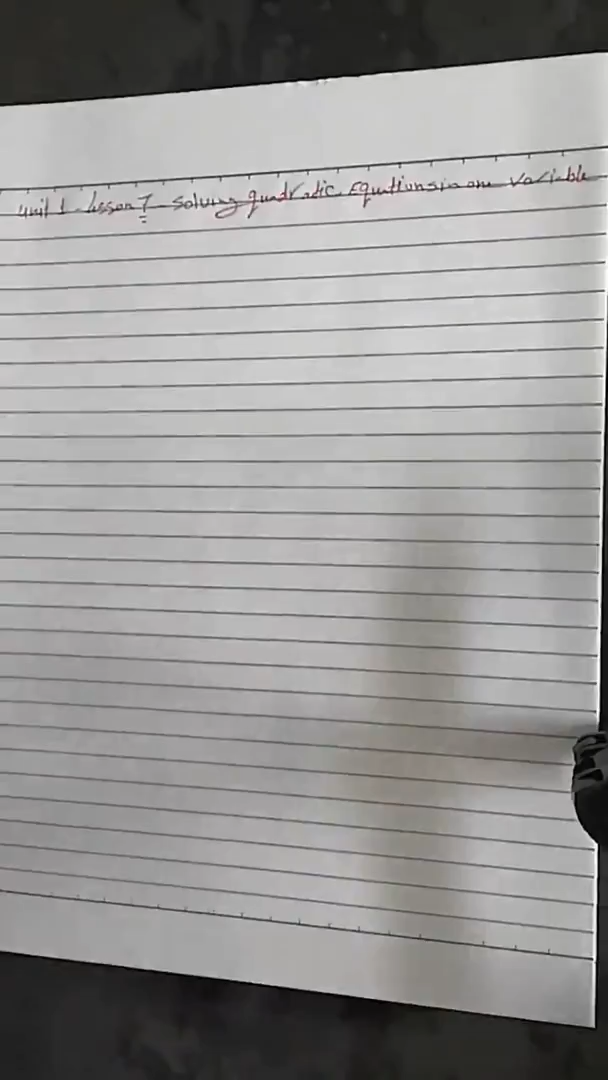 unit 1 - lesson 7 - solving quadratic Equations in one variable